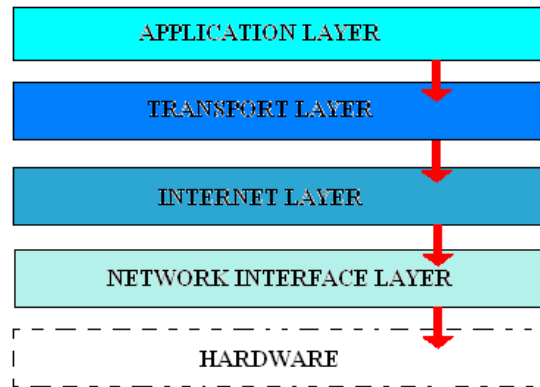 APPLICATION LAYER
TRANSPORT LAYER
INTERNET LAYER
NETWORK INTERFACE LAYER
HARDWARE